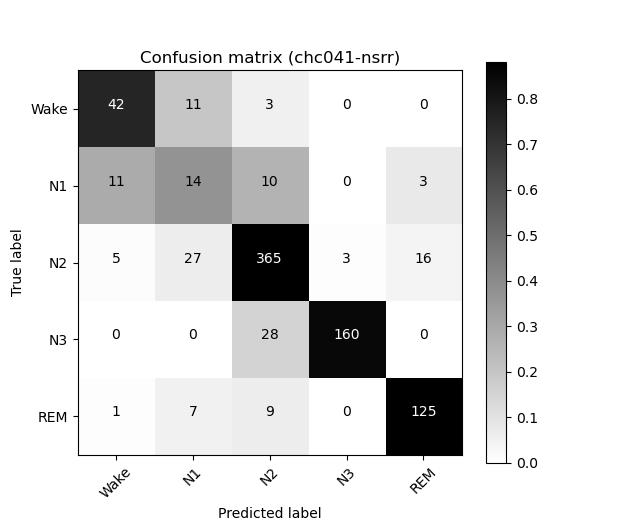 Confusion matrix (chc041-nsrr)
True label
Wake 42 11 3 0 0
N1 11 14 10 0 3
N2 5 27 365 3 16
N3 0 0 28 160 0
REM 1 7 9 0 125
Wake N1 N2 N3 REM
Predicted label
0.8
0.7
0.6
0.5
0.4
0.3
0.2
0.1
0.0